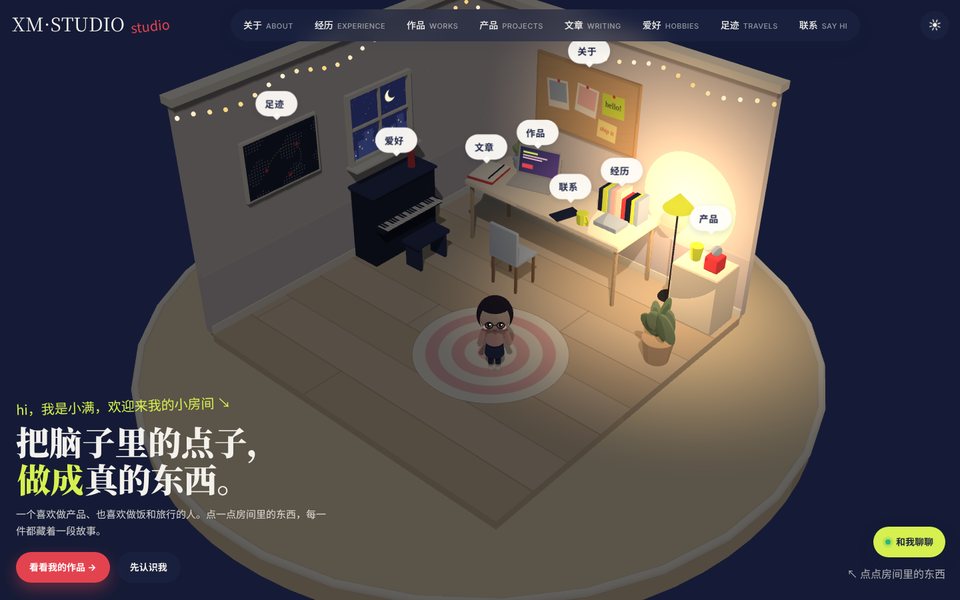 XM·STUDIO studio
关于 ABOUT
经历 EXPERIENCE
作品 WORKS
产品 PROJECTS
文章 WRITING
爱好 HOBBIES
足迹 TRAVELS
联系 SAY HI
关于
足迹
hello!
ship it
作品
爱好
文章
经历
联系
产品
hi，我是小满，欢迎来我的小房间 ↘
把脑子里的点子，
做成真的东西。
一个喜欢做产品、也喜欢做饭和旅行的人。点一点房间里的东西，每一
件都藏着一段故事。
看看我的作品 →
先认识我
和我聊聊
↖ 点点房间里的东西